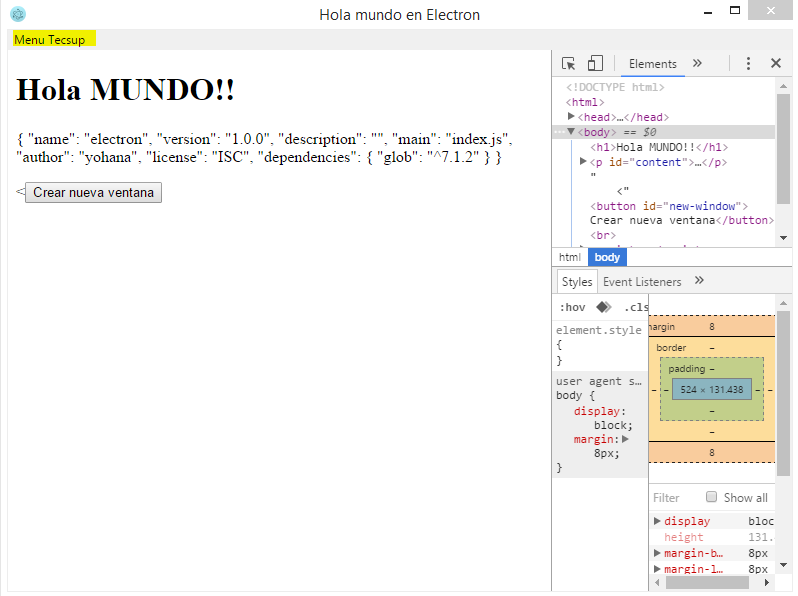 Hola mundo en Electron
Menu Tecsup
Hola MUNDO!!
{ "name": "electron", "version": "1.0.0", "description": "", "main": "index.js",
"author": "yohana", "license": "ISC", "dependencies": { "glob": "^7.1.2" } }
<Crear nueva ventana
Elements »
<!DOCTYPE html>
<html>
<head>…</head>
<body> == $0
<h1>Hola MUNDO!!</h1>
<p id="content">…</p>
"
<"
<button id="new-window">
Crear nueva ventana</button>
<br>
html body
Styles Event Listeners »
:hov .cls
element.style
{
}
user agent s…
body {
display:
block;
margin:
8px;
}
margin 8
border –
padding –
– – 524 × 131.438 – –
–
–
8
Filter Show all
display bloc
height 131.
margin-b… 8px
margin-l… 8px